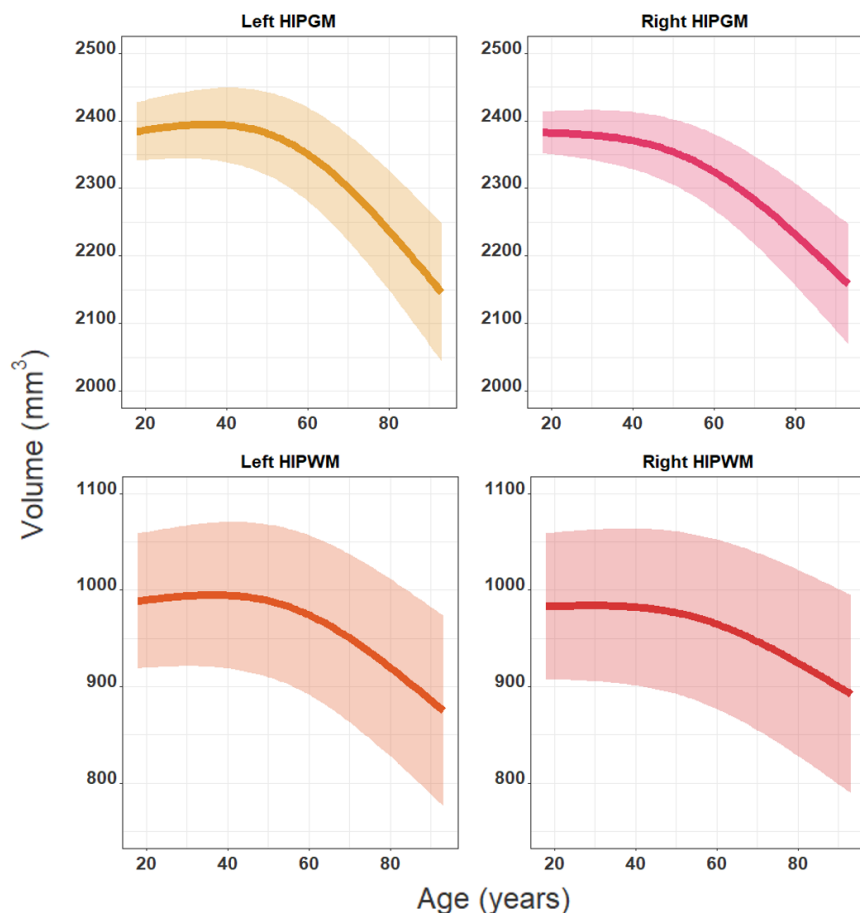 Left HIPGM
Right HIPGM
2500
2400
2300
2200
2100
2000
20 40 60 80
2500
2400
2300
2200
2100
2000
20 40 60 80
Left HIPWM
Right HIPWM
1100
1000
900
800
20 40 60 80
1100
1000
900
800
20 40 60 80
Volume (mm³)
Age (years)